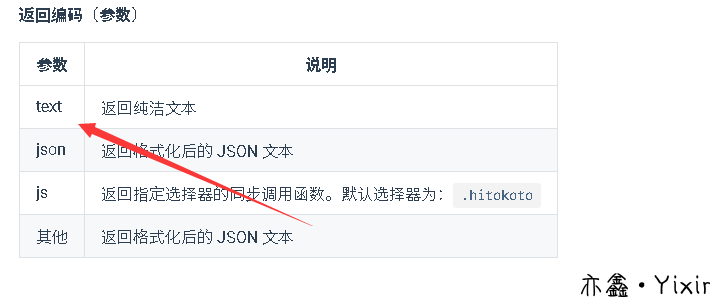 返回编码（参数）
参数 说明
text 返回纯洁文本
json 返回格式化后的 JSON 文本
js 返回指定选择器的同步调用函数。默认选择器为： .hitokoto
其他 返回格式化后的 JSON 文本
亦鑫·Yixir